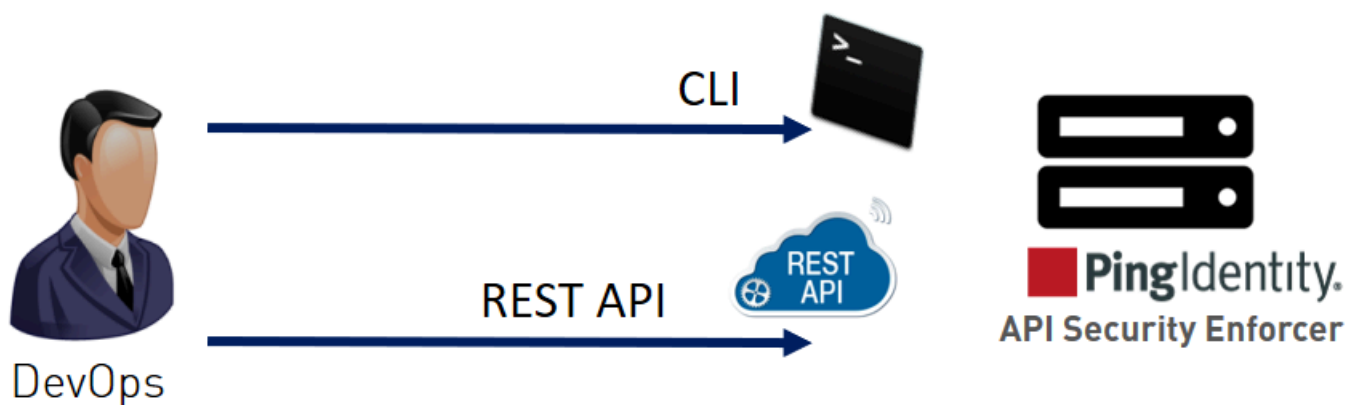 CLI
>_
REST
API
REST API
DevOps
PingIdentity.
API Security Enforcer